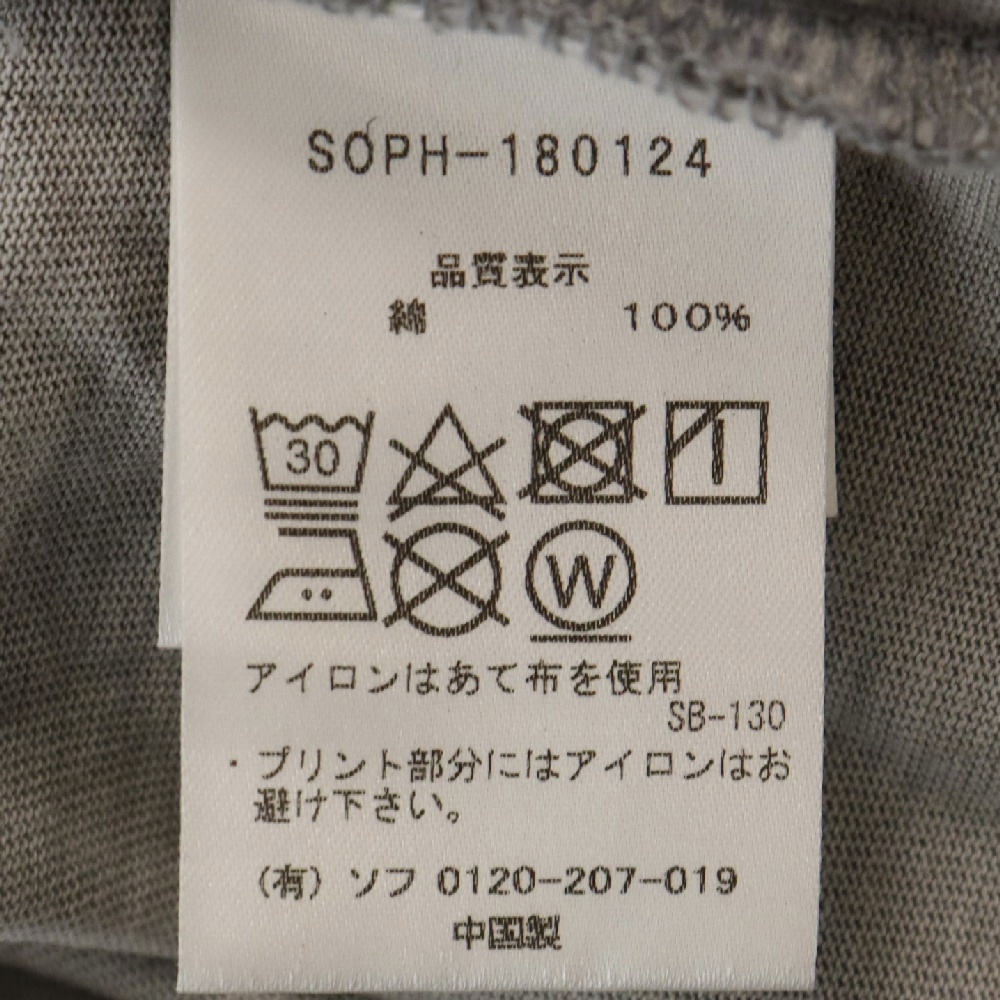 SOPH-180124
品質表示
綿 100%
30
W
アイロンはあて布を使用
SB-130
・プリント部分にはアイロンはお
避け下さい。
(有) ソフ 0120-207-019
中国製